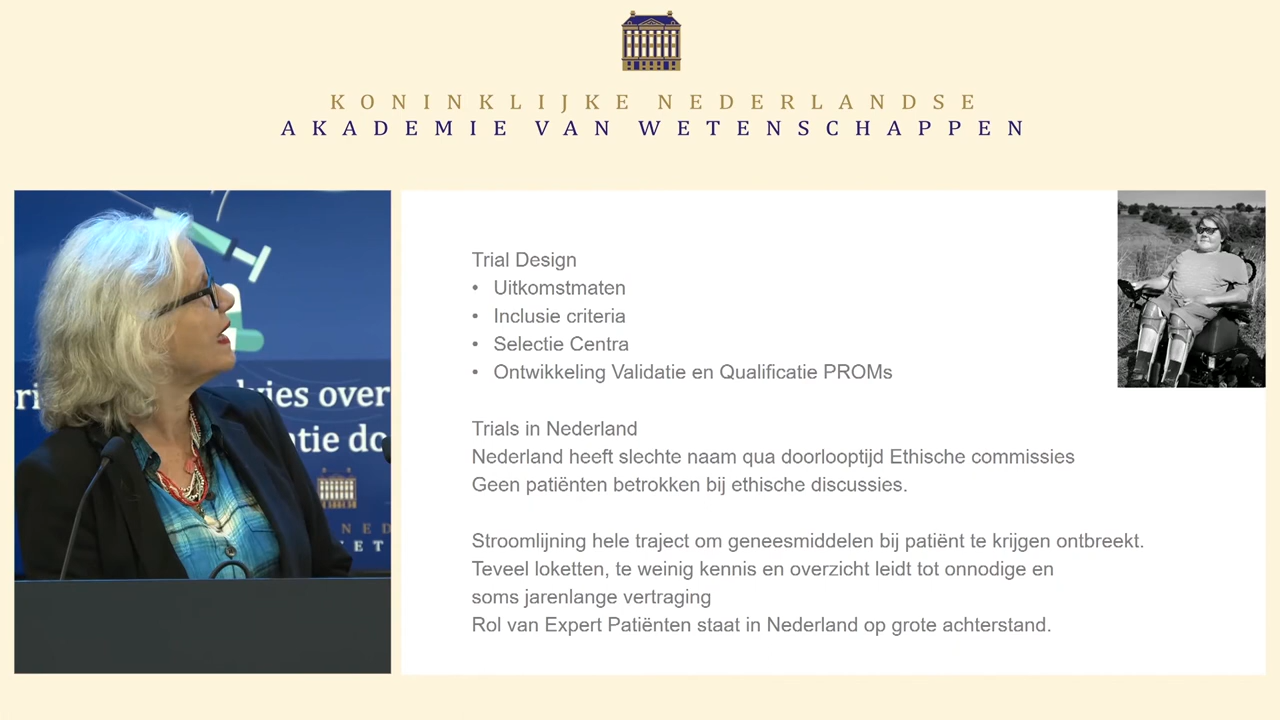 KONINKLIJKE NEDERLANDSE
AKADEMIE VAN WETENSCHAPPEN
Trial Design
• Uitkomstmaten
• Inclusie criteria
• Selectie Centra
• Ontwikkeling Validatie en Qualificatie PROMs
Trials in Nederland
Nederland heeft slechte naam qua doorlooptijd Ethische commissies
Geen patiënten betrokken bij ethische discussies.
Stroomlijning hele traject om geneesmiddelen bij patiënt te krijgen ontbreekt.
Teveel loketten, te weinig kennis en overzicht leidt tot onnodige en
soms jarenlange vertraging
Rol van Expert Patiënten staat in Nederland op grote achterstand.
over